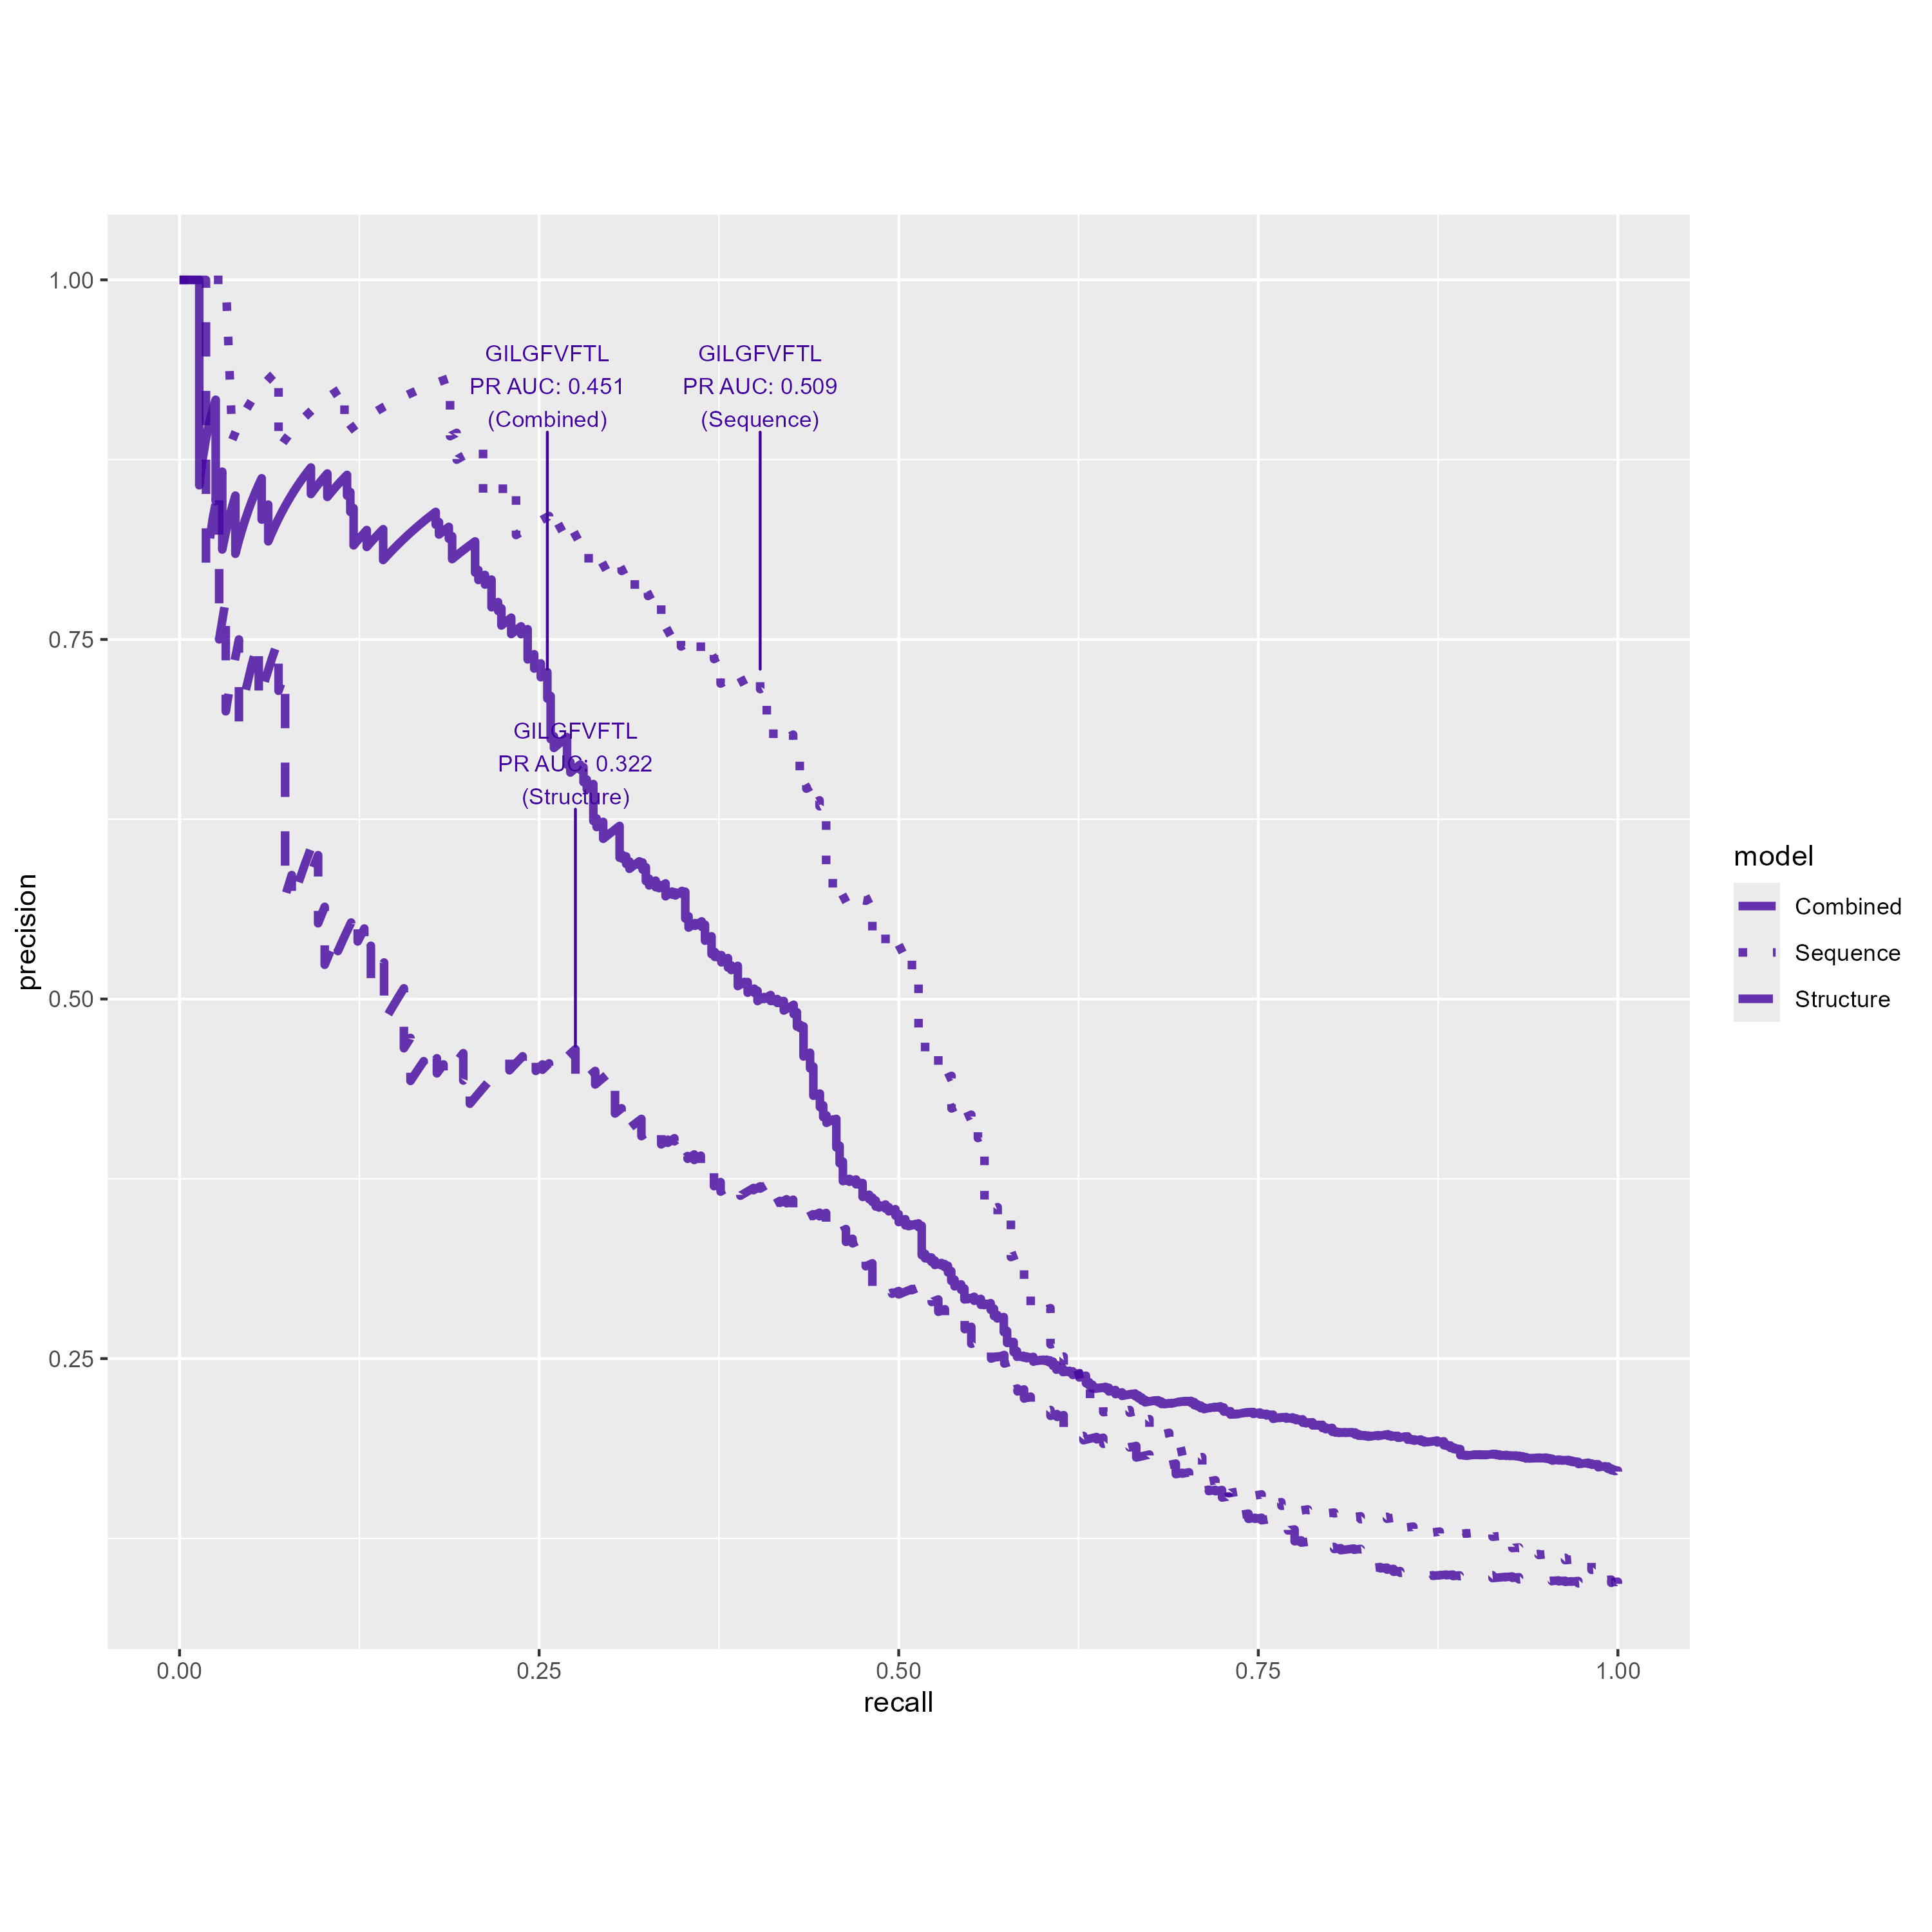 GILGFVFTL
PR AUC: 0.451
(Combined)
GILGFVFTL
PR AUC: 0.509
(Sequence)
GILGFVFTL
PR AUC: 0.322
(Structure)
1.00
0.75
0.50
0.25
precision
0.00
0.25
0.50
0.75
1.00
recall
model
Combined
Sequence
Structure